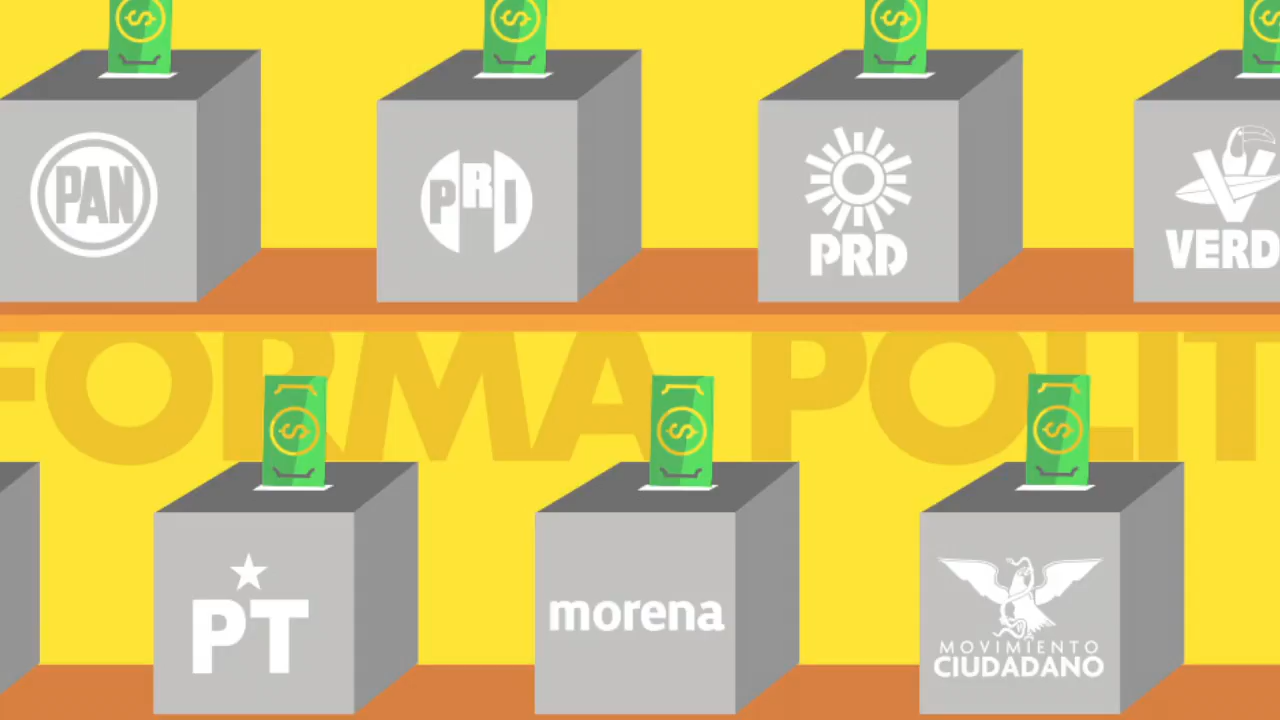 PAN
PRI
PRD
VERD
FORMA POLIT
PT
morena
MOVIMIENTO
CIUDADANO